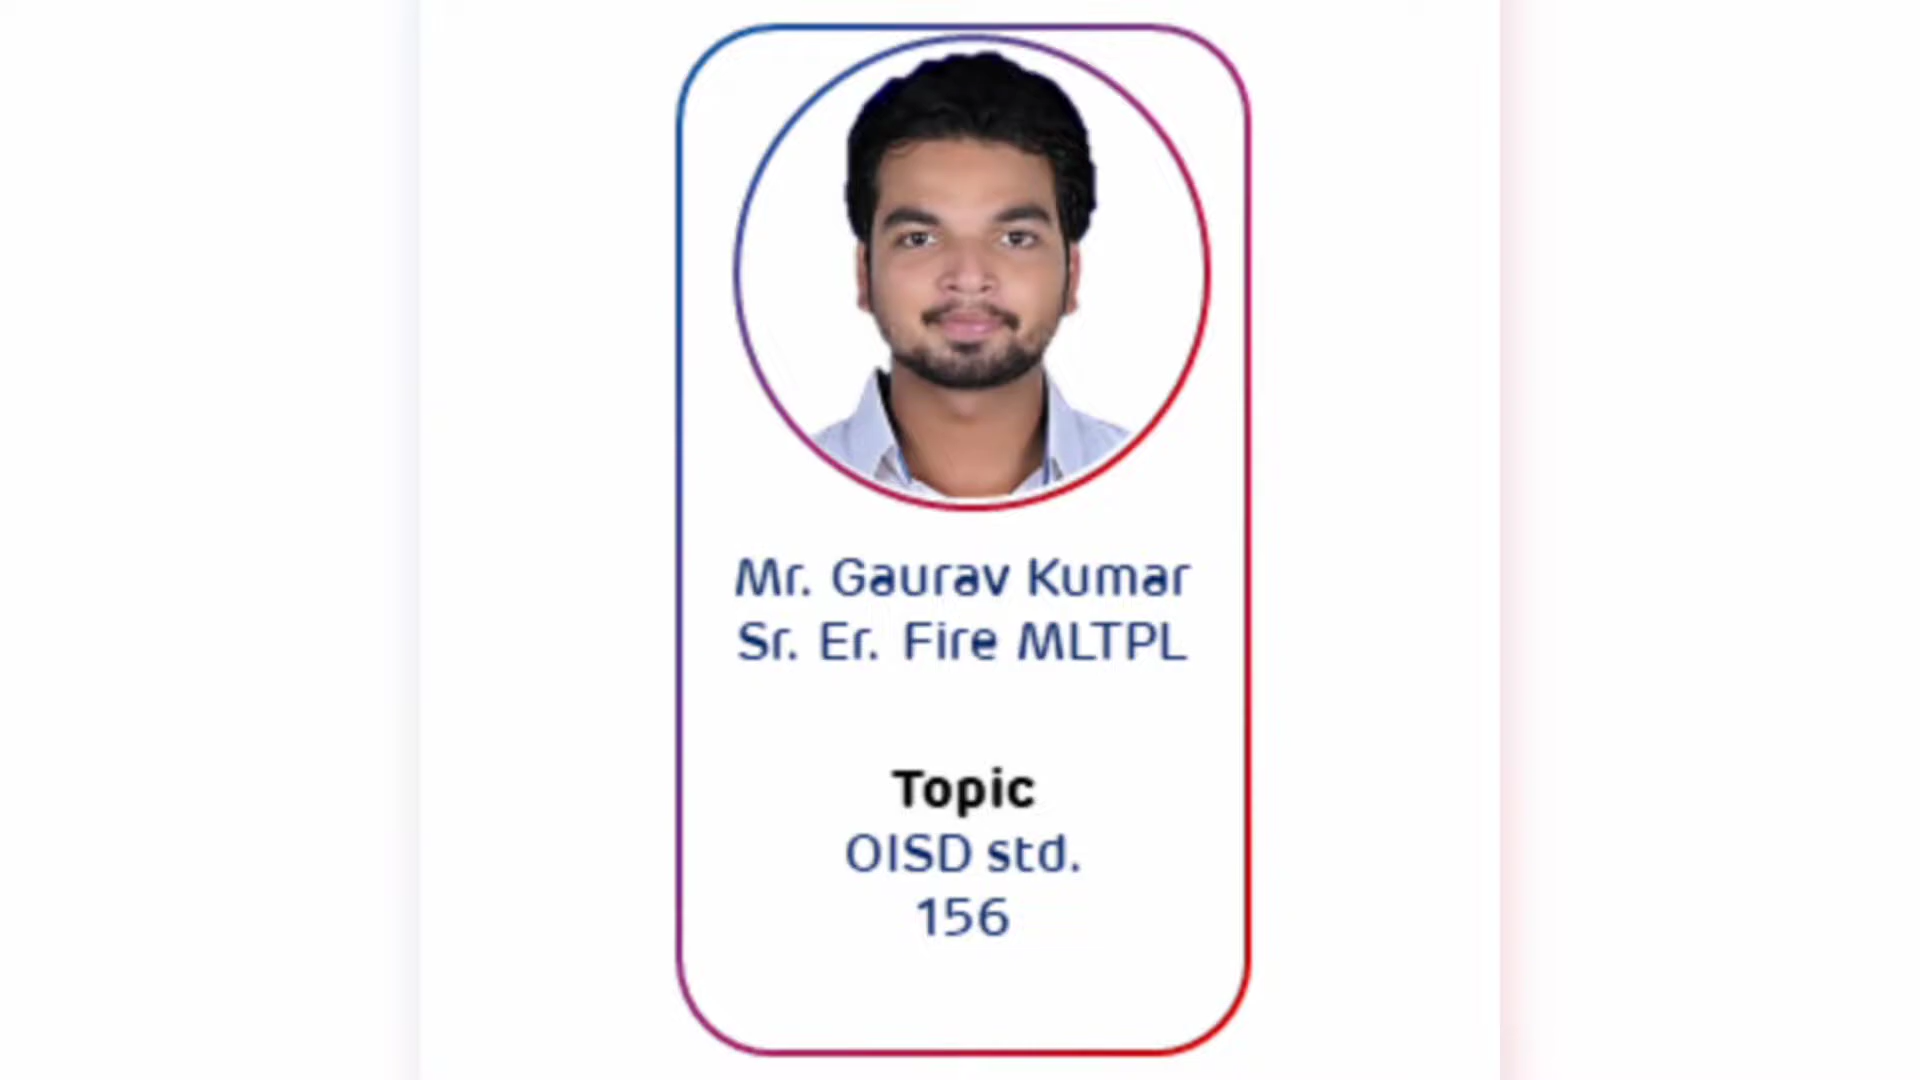 Mr. Gaurav Kumar
Sr. Er. Fire MLTPL
Topic
OISD std.
156